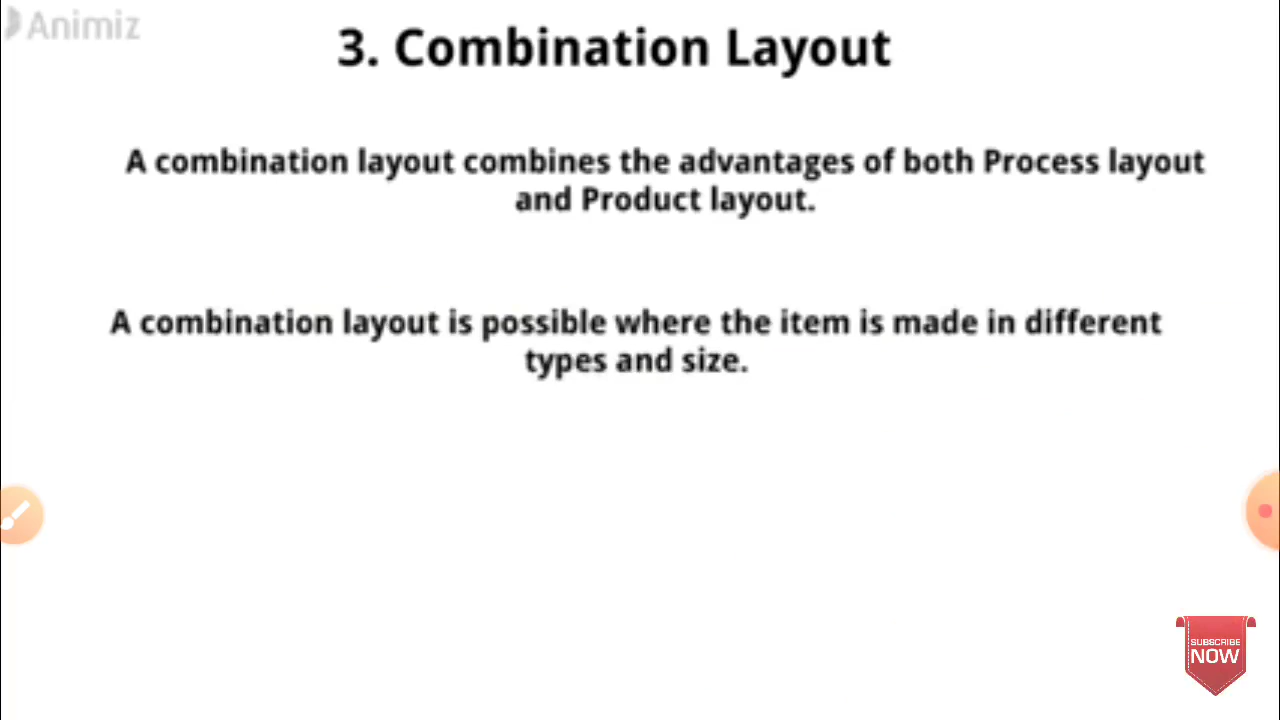 Animiz
3. Combination Layout
A combination layout combines the advantages of both Process layout
and Product layout.
A combination layout is possible where the item is made in different
types and size.
SUBSCRIBE
NOW